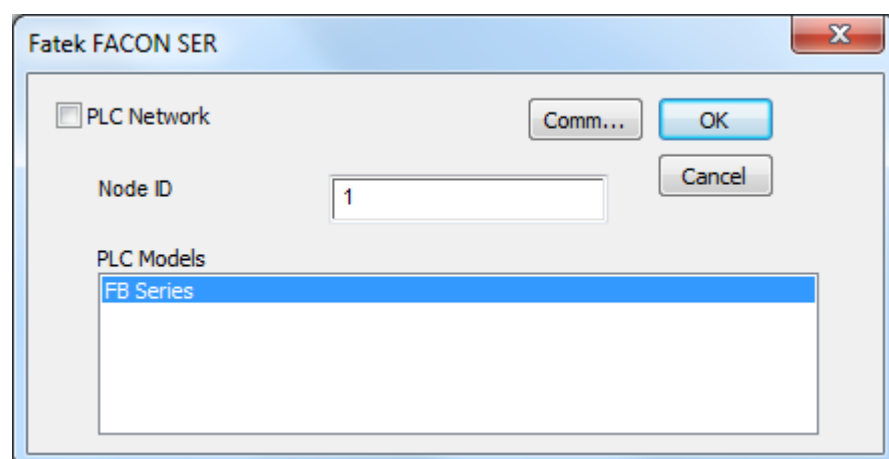 Fatek FACON SER
PLC Network
Comm...
OK
Cancel
Node ID
1
PLC Models
FB Series